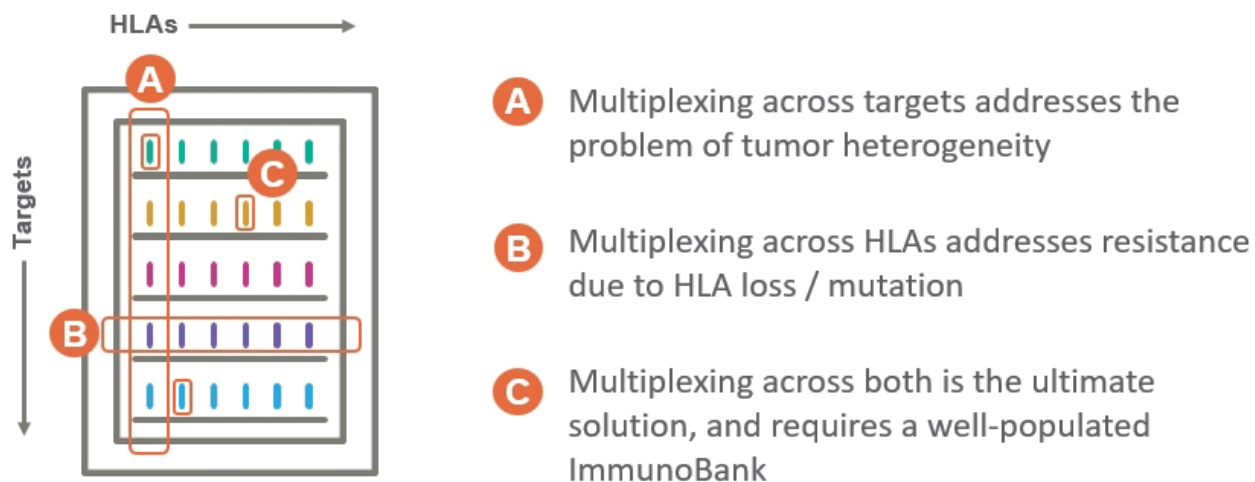 HLAs
Targets
A
B
C
A
Multiplexing across targets addresses the
problem of tumor heterogeneity
B
Multiplexing across HLAs addresses resistance
due to HLA loss / mutation
C
Multiplexing across both is the ultimate
solution, and requires a well-populated
ImmunoBank